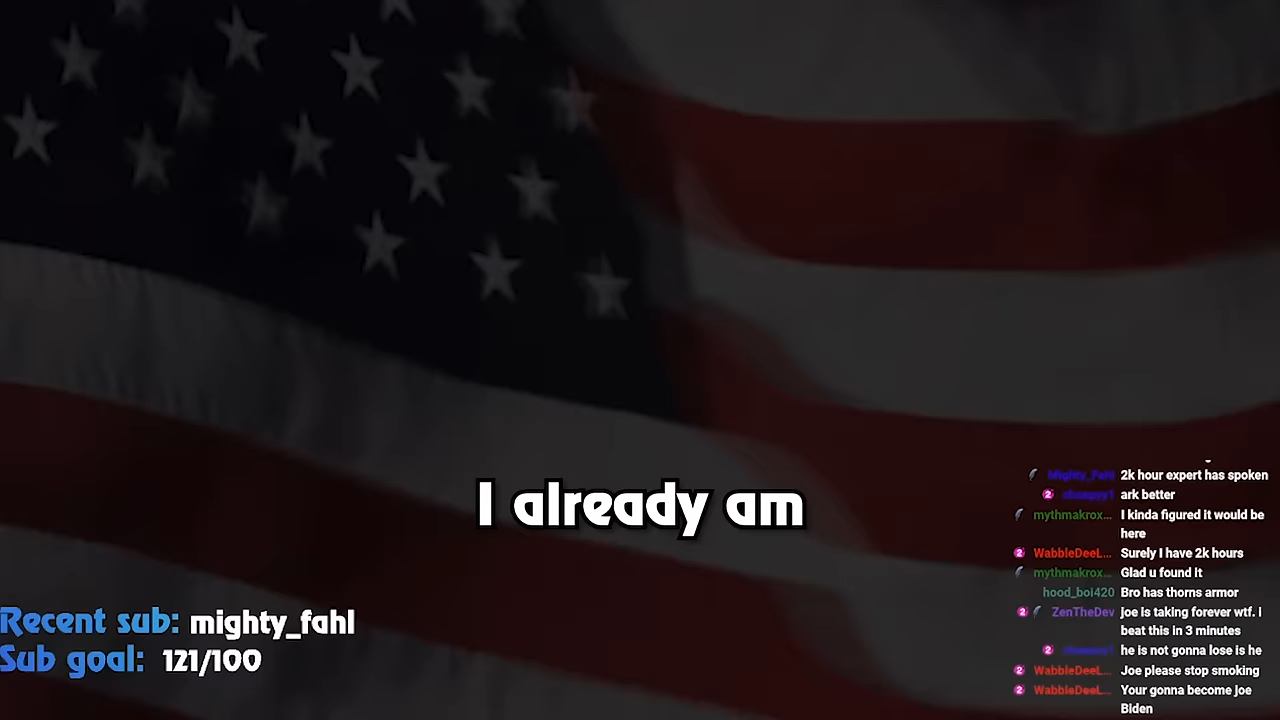 I already am
Recent sub: mighty_fahl
Sub goal: 121/100
Mighty_Fahl 2k hour expert has spoken
ark better
mythmakrox... I kinda figured it would be
here
WabbleDeeL... Surely I have 2k hours
mythmakrox... Glad u found it
hood_boi420 Bro has thorns armor
ZenTheDev joe is taking forever wtf. I
beat this in 3 minutes
he is not gonna lose is he
WabbleDeeL... Joe please stop smoking
WabbleDeeL... Your gonna become joe
Biden